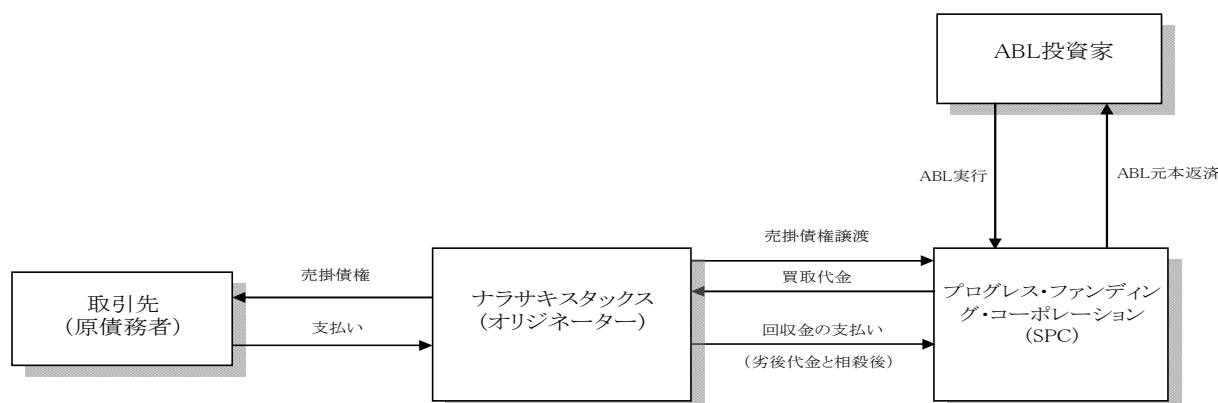 ABL投資家
ABL実行
ABL元本返済
売掛債権譲渡
買取代金
回収金の支払い
(劣後代金と相殺後)
売掛債権
支払い
取引先
(原債務者)
ナラサキスタックス
(オリジネーター)
プログレス・ファンディン
グ・コーポレーション
(SPC)